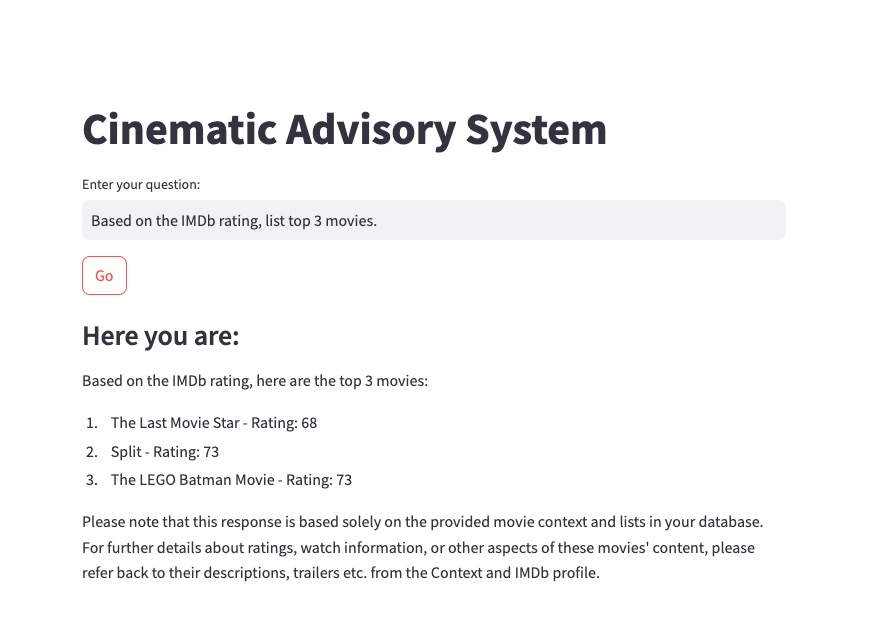 Cinematic Advisory System
Enter your question:
Based on the IMDb rating, list top 3 movies.
Go
Here you are:
Based on the IMDb rating, here are the top 3 movies:
1. The Last Movie Star - Rating: 68
2. Split - Rating: 73
3. The LEGO Batman Movie - Rating: 73
Please note that this response is based solely on the provided movie context and lists in your database.
For further details about ratings, watch information, or other aspects of these movies' content, please
refer back to their descriptions, trailers etc. from the Context and IMDb profile.